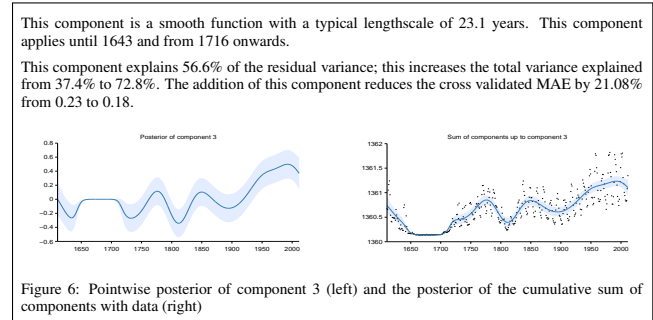 This component is a smooth function with a typical lengthscale of 23.1 years. This component
applies until 1643 and from 1716 onwards.
This component explains 56.6% of the residual variance; this increases the total variance explained
from 37.4% to 72.8%. The addition of this component reduces the cross validated MAE by 21.08%
from 0.23 to 0.18.
Posterior of component 3
0.8
0.6
0.4
0.2
0
−0.2
−0.4
−0.6
1650 1700 1750 1800 1850 1900 1950 2000
Sum of components up to component 3
1362
1361.5
1361
1360.5
1360
1650 1700 1750 1800 1850 1900 1950 2000
Figure 6: Pointwise posterior of component 3 (left) and the posterior of the cumulative sum of
components with data (right)